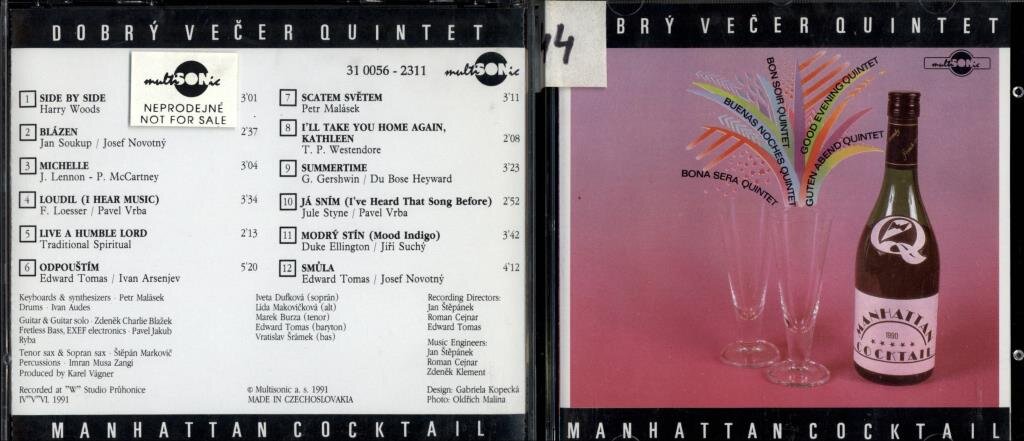 DOBRÝ VEČER QUINTET
multiSONic
NEPRODEJNÉ
NOT FOR SALE
31 0056 - 2311
multiSONic
1 SIDE BY SIDE 3'01
Harry Woods
2 BLÁZEN 2'37
Jan Soukup / Josef Novotný
3 MICHELLE 3'04
J. Lennon - P. McCartney
4 LOUDIL (I HEAR MUSIC) 3'34
F. Loesser / Pavel Vrba
5 LIVE A HUMBLE LORD 2'13
Traditional Spiritual
6 ODPOUŠTÍM 5'20
Edward Tomas / Ivan Arsenjev
7 SCATEM SVĚTEM 3'11
Petr Malásek
8 I'LL TAKE YOU HOME AGAIN,
KATHLEEN 2'08
T. P. Westendore
9 SUMMERTIME 3'23
G. Gershwin / Du Bose Heyward
10 JÁ SNÍM (I've Heard That Song Before) 2'52
Jule Styne / Pavel Vrba
11 MODRÝ STÍN (Mood Indigo) 3'42
Duke Ellington / Jiří Suchý
12 SMŮLA 4'12
Edward Tomas / Josef Novotný
Keyboards & synthesizers · Petr Malásek
Drums · Ivan Audes
Guitar & Guitar solo · Zdeněk Charlie Blažek
Fretless Bass, EXEF electronics · Pavel Jakub
Ryba
Tenor sax & Sopran sax · Štěpán Markovič
Percussions · Imran Musa Zangi
Produced by Karel Vágner
Recorded at "W" Studio Průhonice
IV"V"VI. 1991
Iveta Dufková (soprán)
Lída Makovičková (alt)
Marek Burza (tenor)
Edward Tomas (baryton)
Vratislav Šrámek (bas)
© Multisonic a. s. 1991
MADE IN CZECHOSLOVAKIA
Recording Directors:
Jan Štěpánek
Roman Cejnar
Edward Tomas
Music Engineers:
Jan Štěpánek
Roman Cejnar
Zdeněk Klement
Design: Gabriela Kopecká
Photo: Oldřich Malina
MANHATTAN COCKTAIL
44
BRÝ VEČER QUINTET
multiSONic
BON SOIR QUINTET
GOOD EVENING QUINTET
BUENAS NOCHES QUINTET
GUTEN ABEND QUINTET
BONA SERA QUINTET
Q
MANHATTAN
1990
COCKTAIL
MANHATTAN COCKTAIL